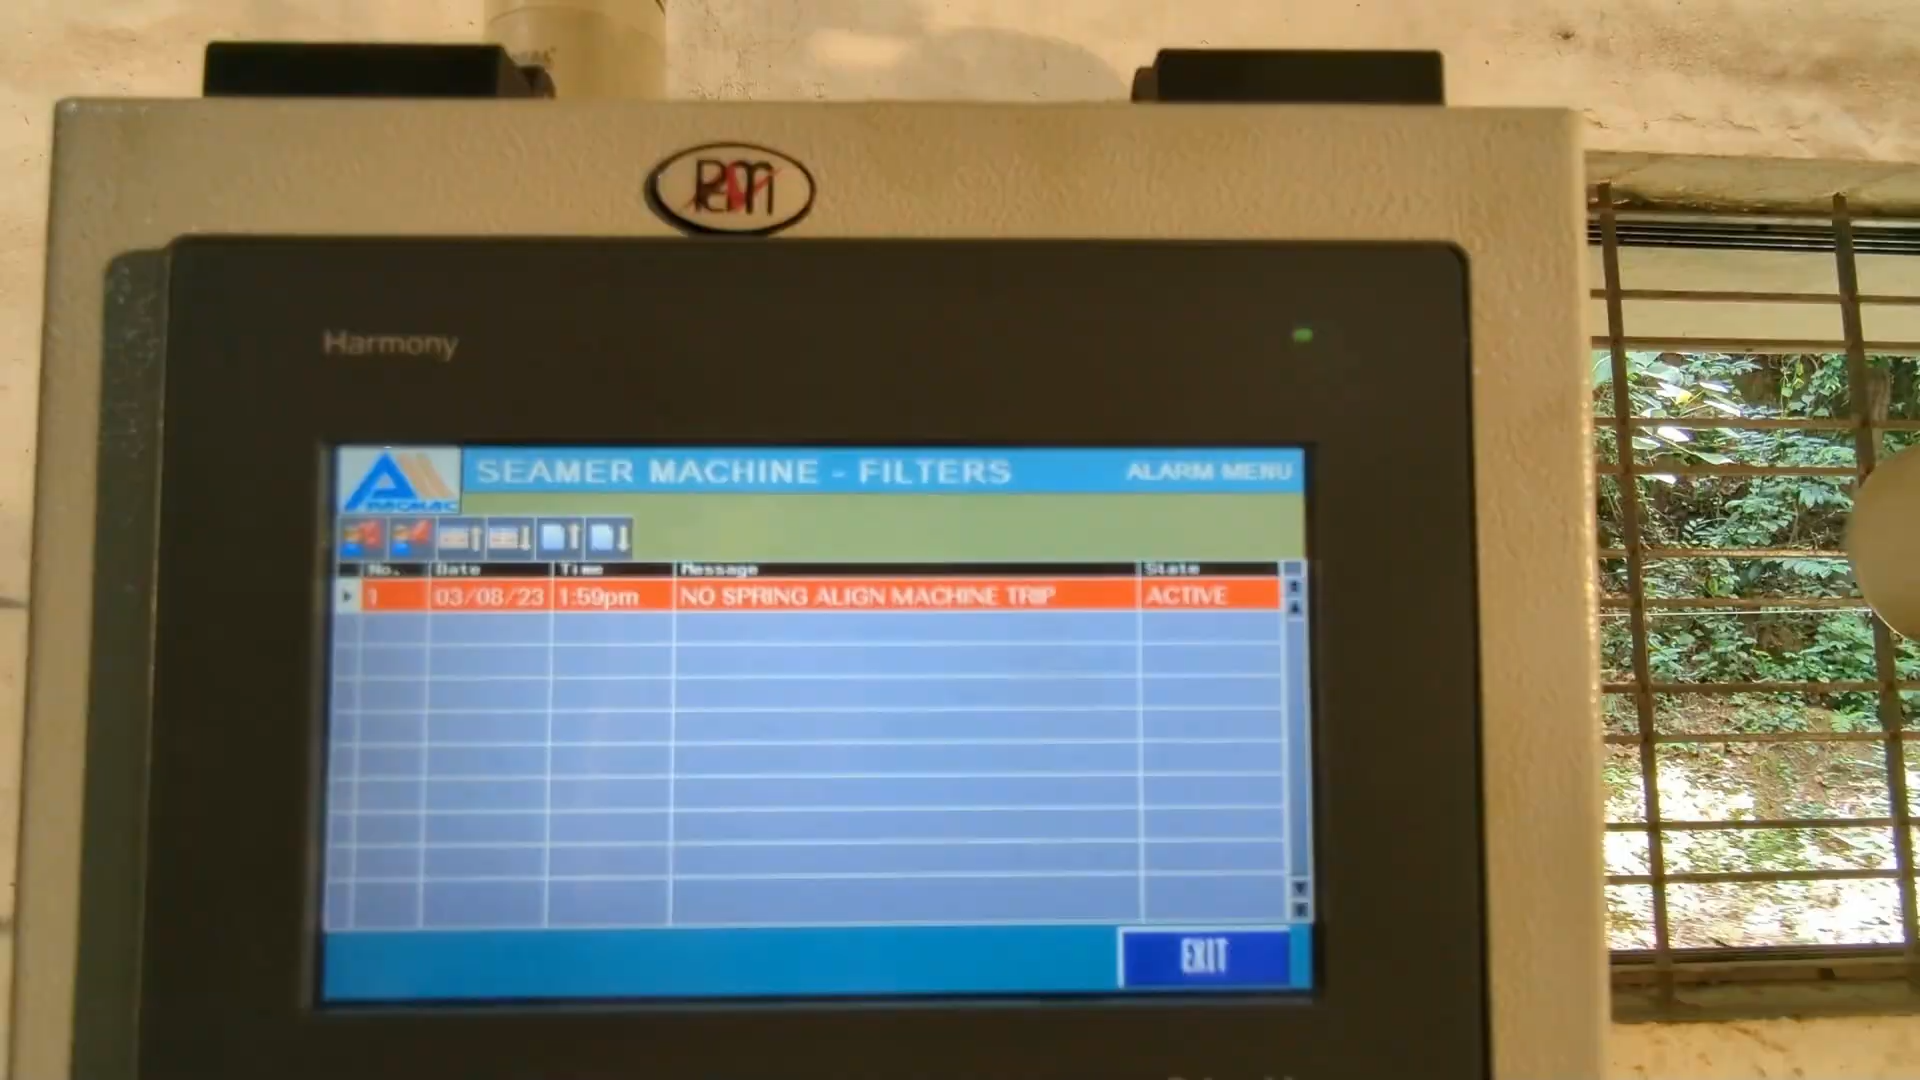 Harmony
SEAMER MACHINE - FILTERS ALARM MENU
No. Date Time Message State
1 03/08/23 1:59pm NO SPRING ALIGN MACHINE TRIP ACTIVE
EXIT